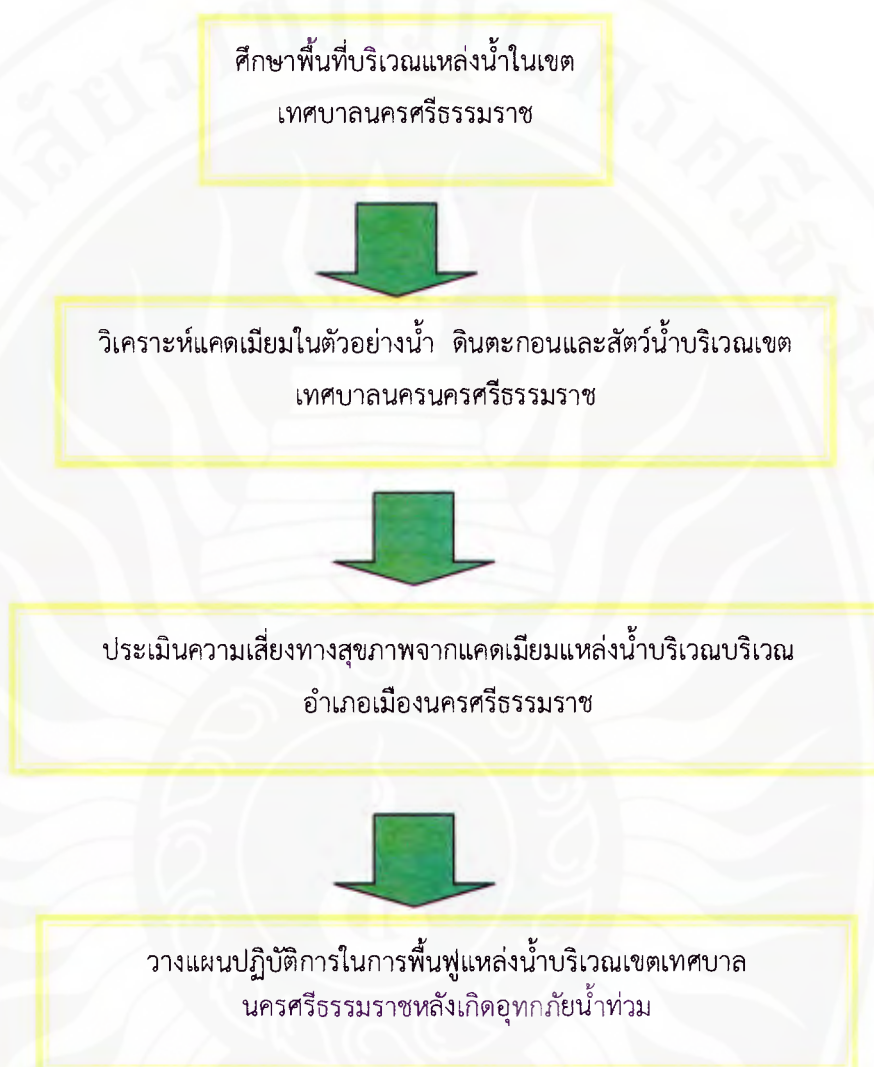 ศึกษาพื้นที่บริเวณแหล่งน้ำในเขต
เทศบาลนครศรีธรรมราช
วิเคราะห์แคดเมียมในตัวอย่างน้ำ ดินตะกอนและสัตว์น้ำบริเวณเขต
เทศบาลนครนครศรีธรรมราช
ประเมินความเสี่ยงทางสุขภาพจากแคดเมียมแหล่งน้ำบริเวณบริเวณ
อำเภอเมืองนครศรีธรรมราช
วางแผนปฏิบัติการในการพื้นฟูแหล่งน้ำบริเวณเขตเทศบาล
นครศรีธรรมราชหลังเกิดอุทกภัยน้ำท่วม